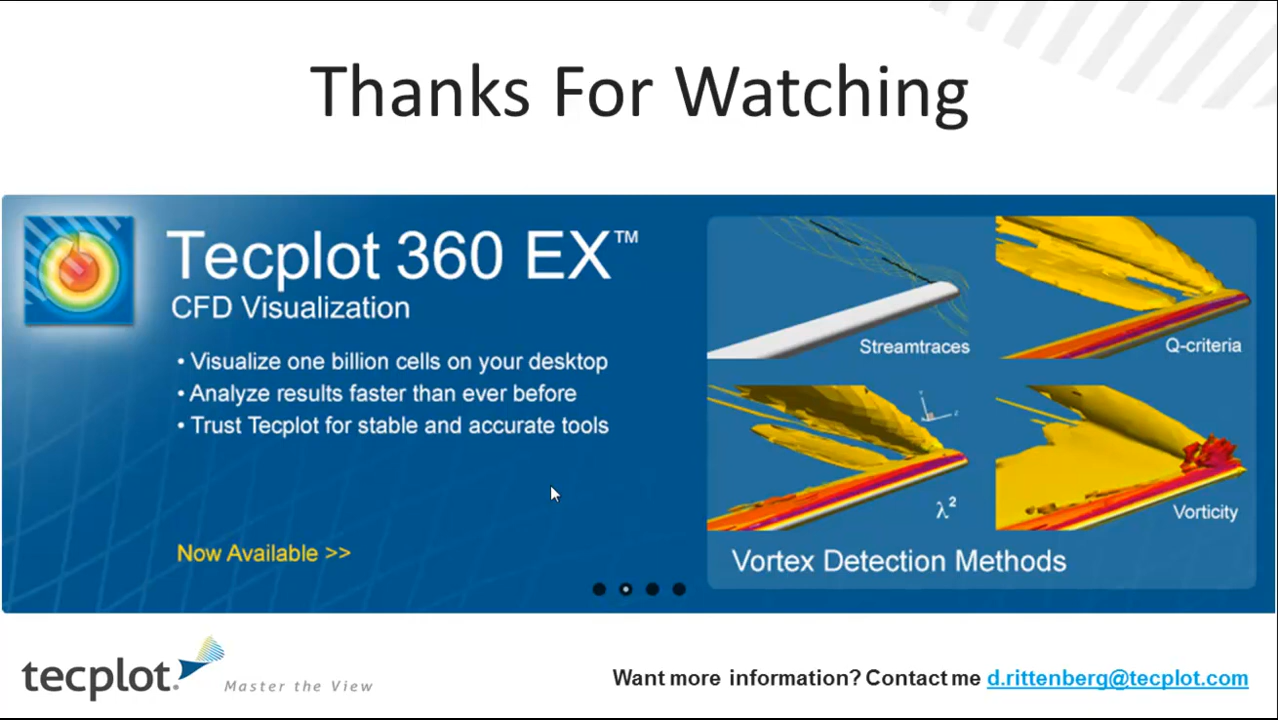 Thanks For Watching
Tecplot 360 EX™
CFD Visualization
• Visualize one billion cells on your desktop
• Analyze results faster than ever before
• Trust Tecplot for stable and accurate tools
Now Available >>
Streamtraces
Q-criteria
λ²
Vorticity
Vortex Detection Methods
tecplot.
Master the View
Want more information? Contact me d.rittenberg@tecplot.com